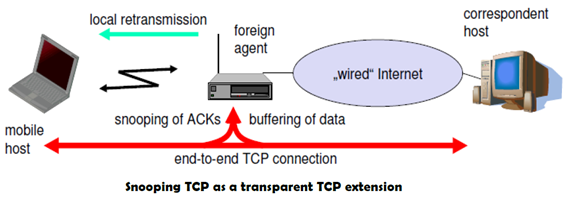 local retransmission
foreign
agent
correspondent
host
„wired“ Internet
mobile
host
snooping of ACKs
buffering of data
end-to-end TCP connection
Snooping TCP as a transparent TCP extension